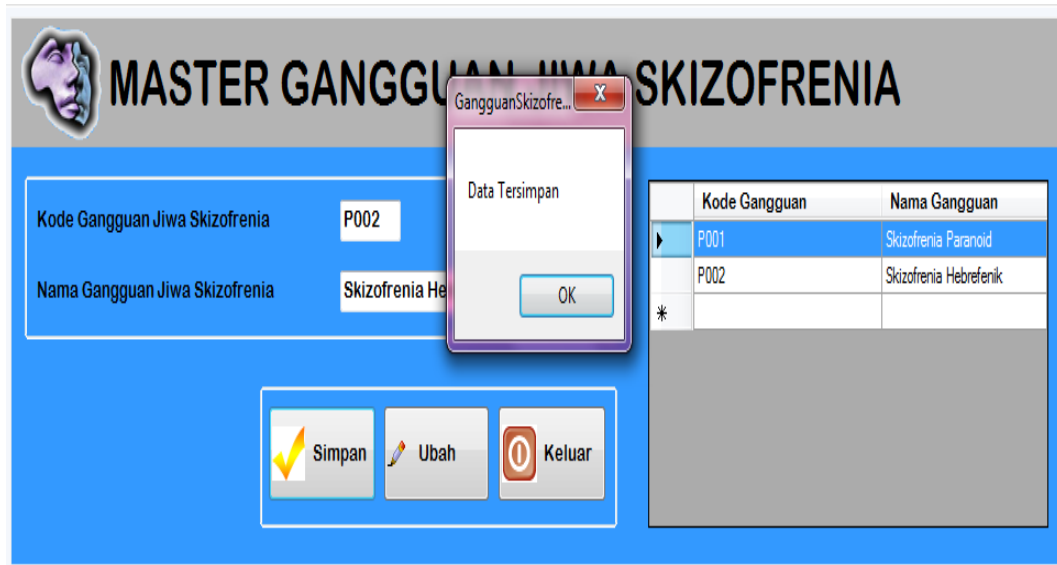 MASTER GANGGUAN JIWA SKIZOFRENIA
GangguanSkizofre...
Data Tersimpan
OK
Kode Gangguan Jiwa Skizofrenia P002
Nama Gangguan Jiwa Skizofrenia Skizofrenia He
Kode Gangguan Nama Gangguan
P001 Skizofrenia Paranoid
P002 Skizofrenia Hebrefenik
Simpan Ubah Keluar